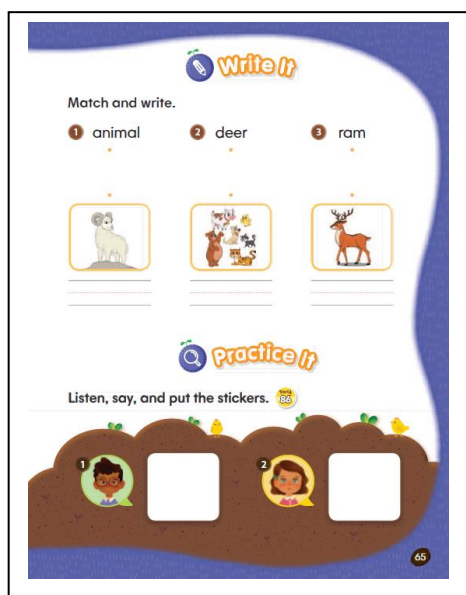 Write It
Match and write.
1 animal 2 deer 3 ram
Practice It
Listen, say, and put the stickers. Track 86
1 2
65